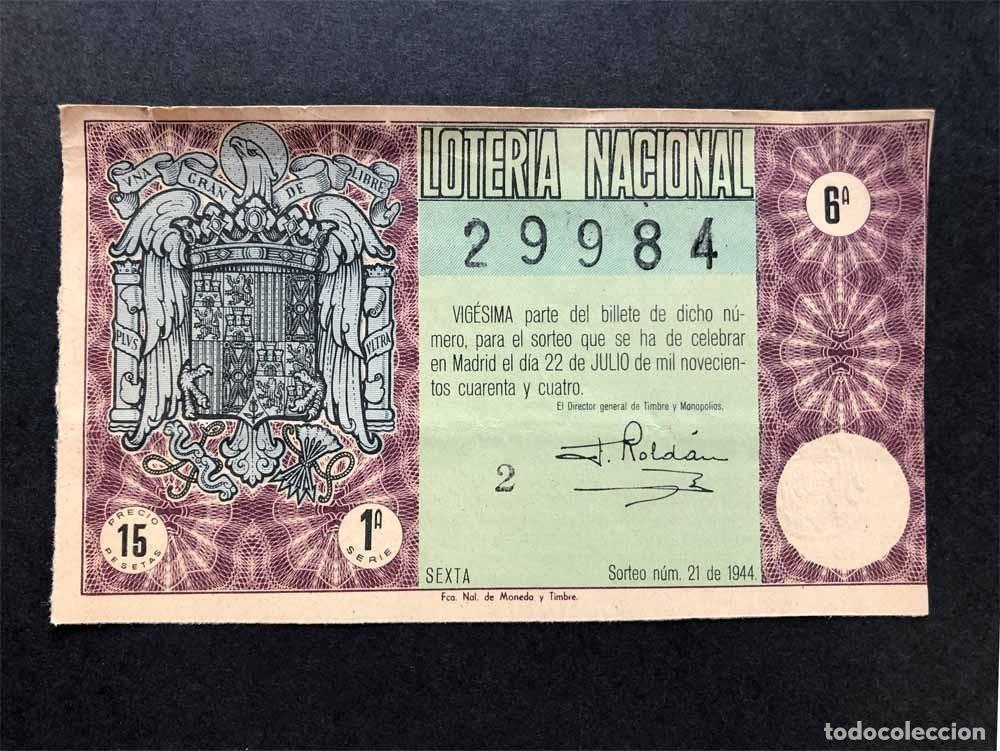 VNA GRAN DE LIBRE
PLVS VLTRA
PRECIO
15
PESETAS
1ª
SERIE
LOTERIA NACIONAL
29984
VIGÉSIMA parte del billete de dicho nú-
mero, para el sorteo que se ha de celebrar
en Madrid el día 22 de JULIO de mil novecien-
tos cuarenta y cuatro.
El Director general de Timbre y Monopolios,
F. Roldán
2
SEXTA
Sorteo núm. 21 de 1944.
6ª
Fca. Nal. de Moneda y Timbre.
todocoleccion